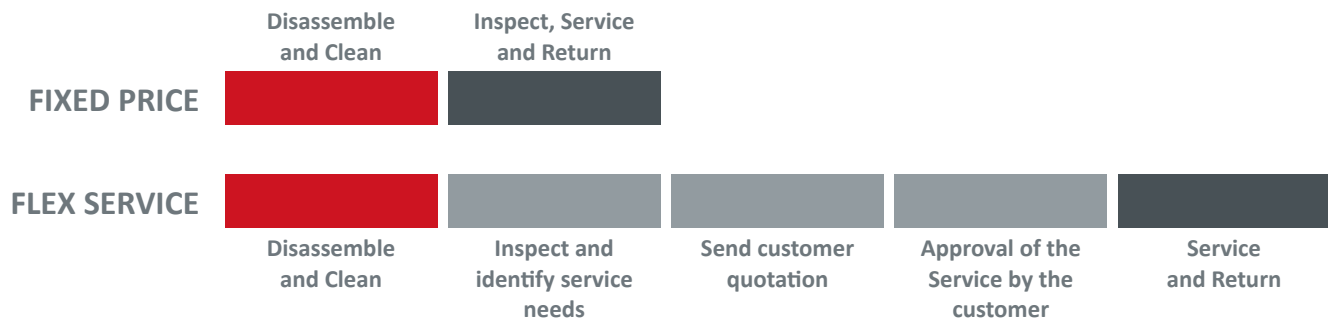 Disassemble
and Clean
Inspect, Service
and Return
FIXED PRICE
FLEX SERVICE
Disassemble
and Clean
Inspect and
identify service
needs
Send customer
quotation
Approval of the
Service by the
customer
Service
and Return